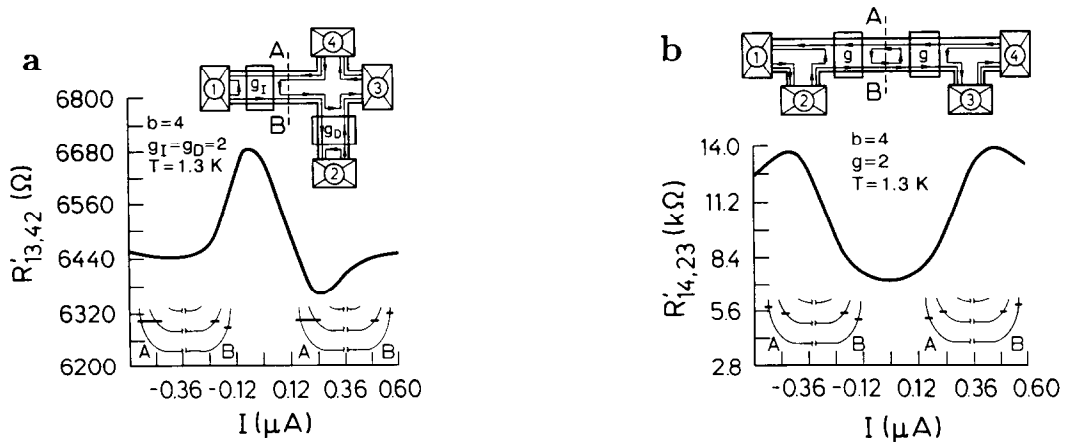 a
A
B
1
g_I
4
3
g_D
2
b=4
g_I=g_D=2
T=1.3 K
R'_13,42 (Ω)
6800
6680
6560
6440
6320
6200
A B
A B
-0.36 -0.12 0.12 0.36 0.60
I (μA)
b
A
B
1
g
g
4
2
3
b=4
g=2
T=1.3 K
R'_14,23 (kΩ)
14.0
11.2
8.4
5.6
2.8
A B
A B
-0.36 -0.12 0.12 0.36 0.60
I (μA)